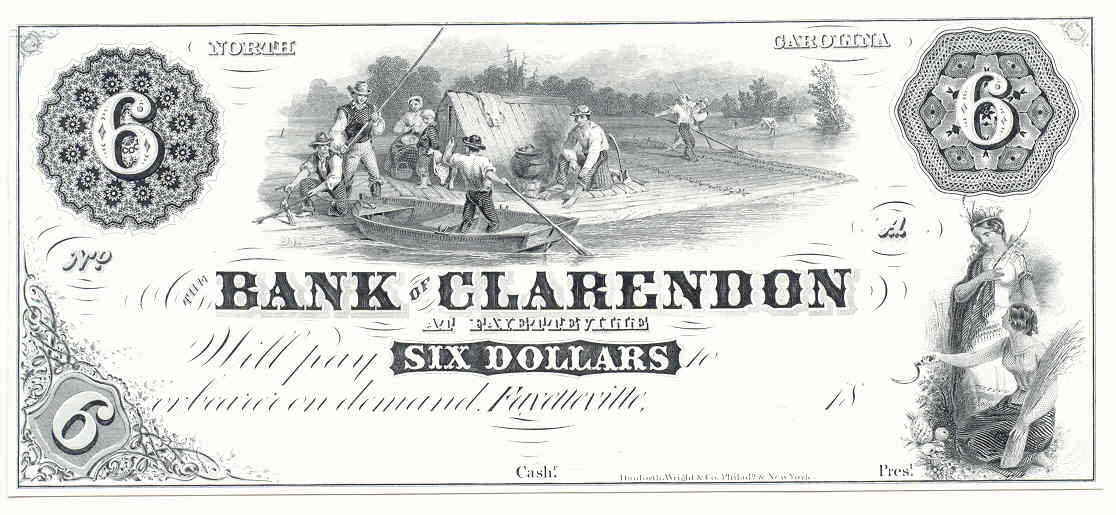 NORTH CAROLINA
6 6
No A
THE BANK OF CLARENDON
AT FAYETTEVILLE
Will pay SIX DOLLARS to
or bearer on demand. Fayetteville, 18
6
Cashr. Prest.
Danforth, Wright & Co. Philada & New York